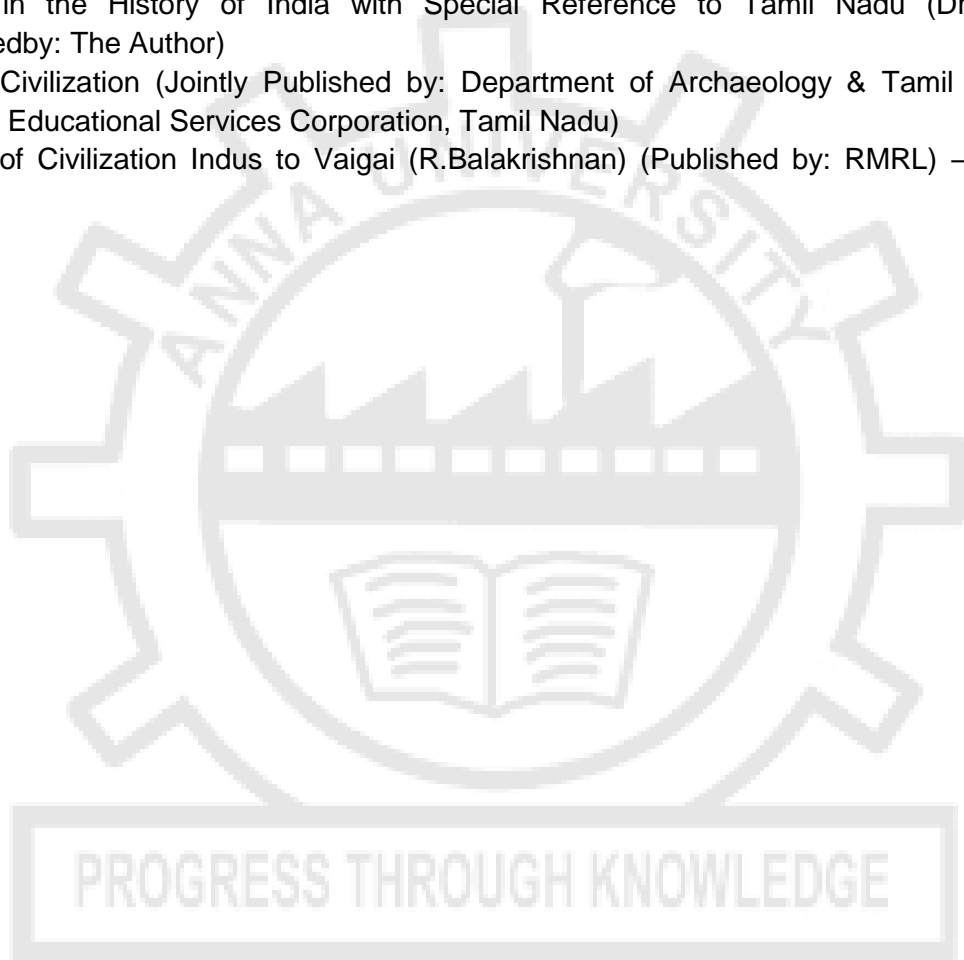 in the History of India with Special Reference to Tamil Nadu (Dr
edby: The Author)
Civilization (Jointly Published by: Department of Archaeology & Tamil
Educational Services Corporation, Tamil Nadu)
of Civilization Indus to Vaigai (R.Balakrishnan) (Published by: RMRL) –
ANNA UNIVERSITY
PROGRESS THROUGH KNOWLEDGE